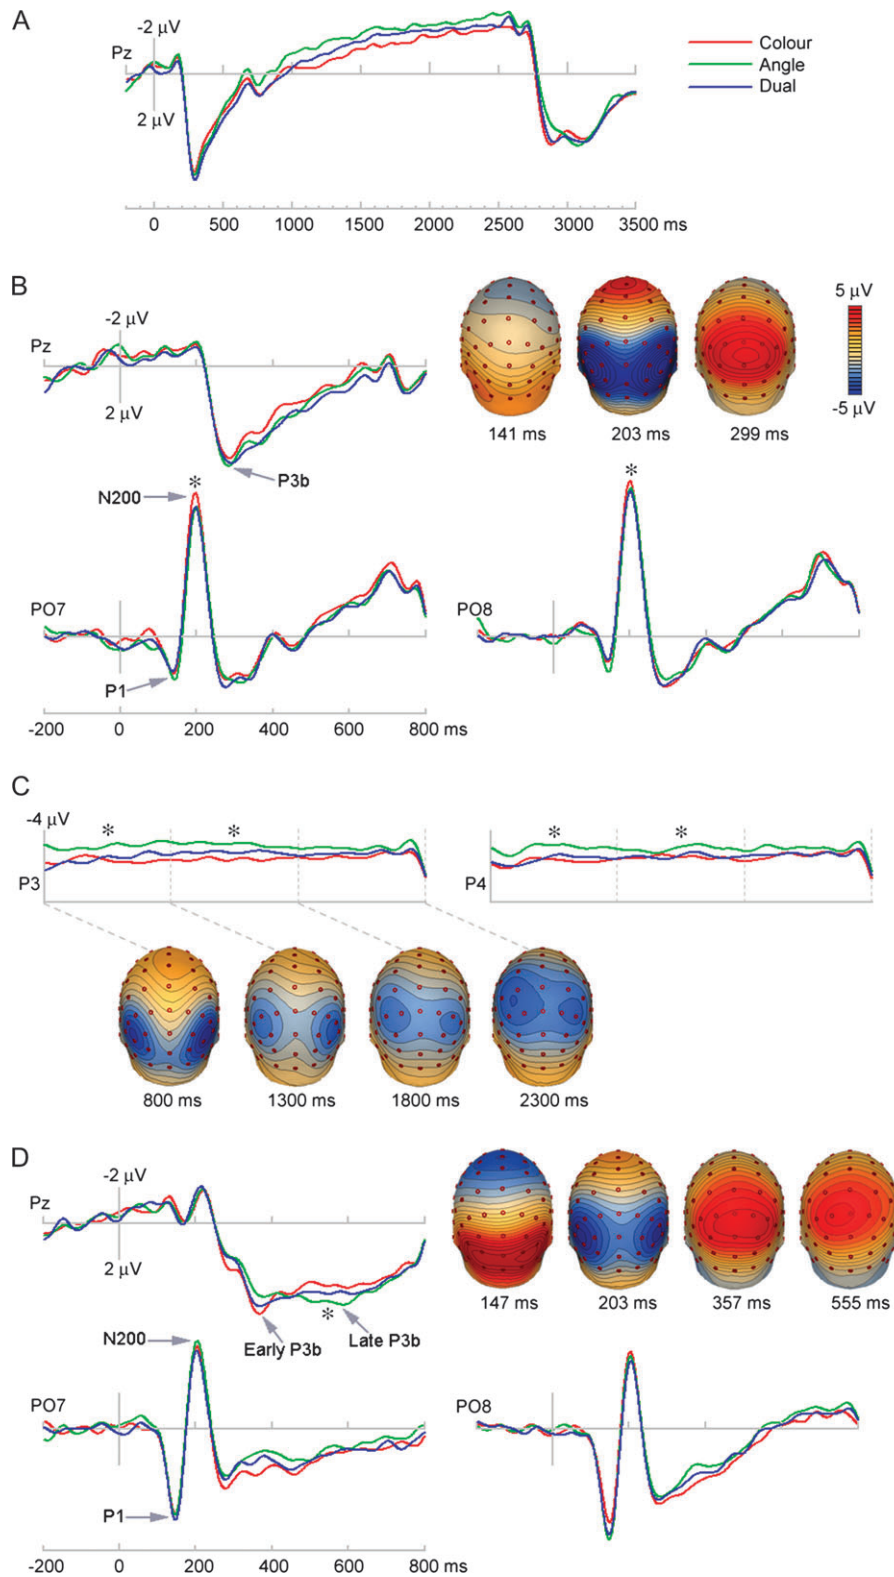 A
-2 µV
Pz
2 µV
Colour
Angle
Dual
0 500 1000 1500 2000 2500 3000 3500 ms
B
-2 µV
Pz
2 µV
P3b
5 µV
-5 µV
141 ms 203 ms 299 ms
N200
*
*
PO7
PO8
P1
-200 0 200 400 600 800 ms
C
-4 µV
* *
* *
P3
P4
800 ms 1300 ms 1800 ms 2300 ms
D
-2 µV
Pz
2 µV
*
Early P3b
Late P3b
147 ms 203 ms 357 ms 555 ms
N200
PO7
PO8
P1
-200 0 200 400 600 800 ms